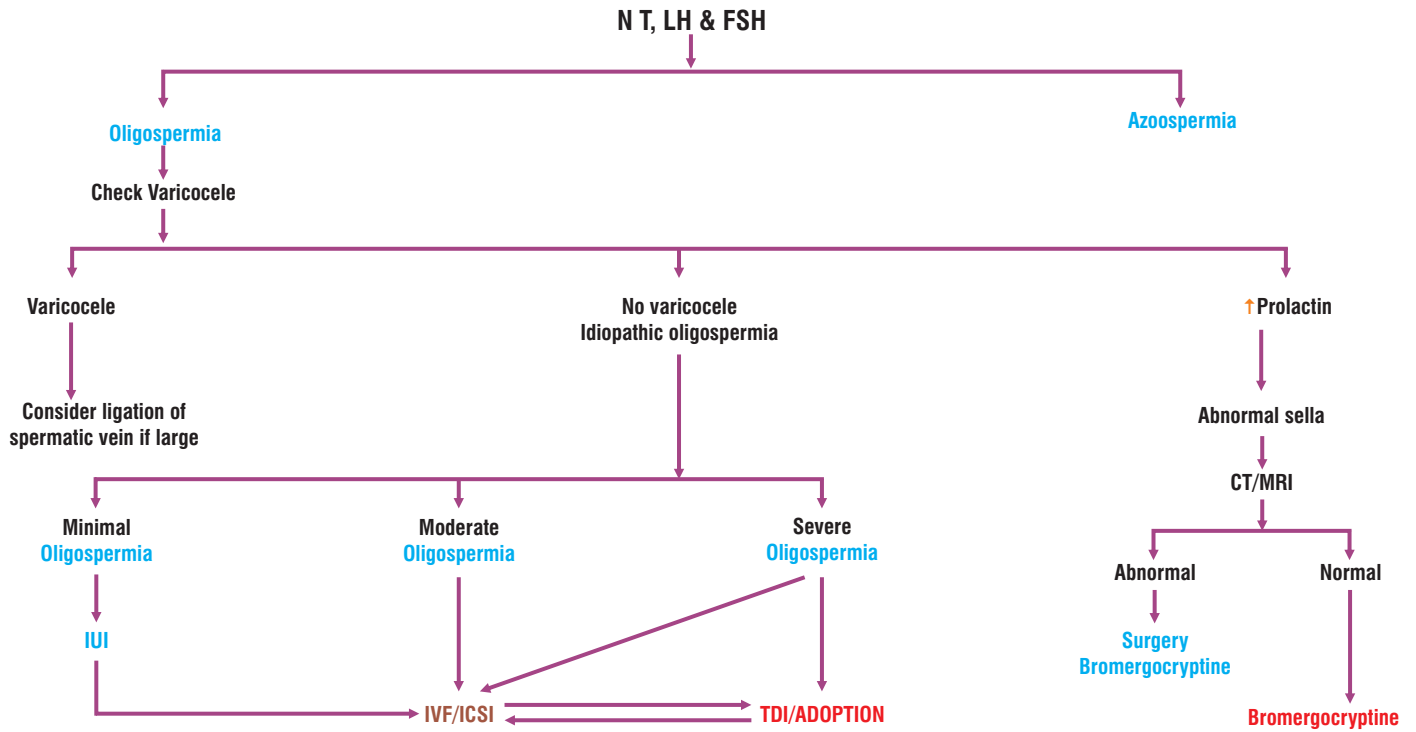 N T, LH & FSH
Oligospermia
Azoospermia
Check Varicocele
Varicocele
No varicocele
Idiopathic oligospermia
↑Prolactin
Consider ligation of
spermatic vein if large
Abnormal sella
CT/MRI
Minimal
Oligospermia
Moderate
Oligospermia
Severe
Oligospermia
Abnormal
Normal
IUI
Surgery
Bromergocryptine
IVF/ICSI
TDI/ADOPTION
Bromergocryptine